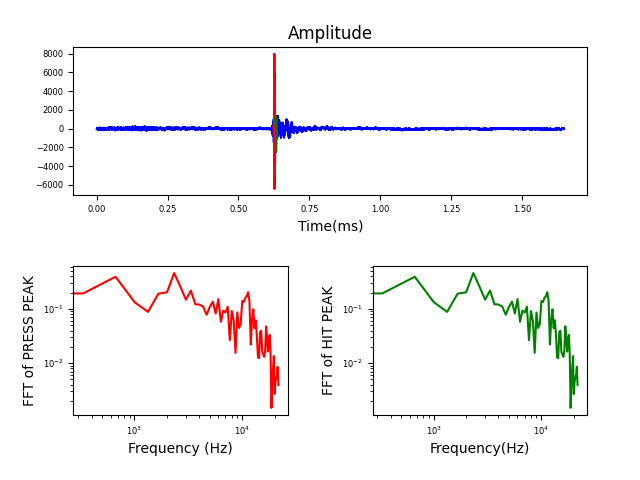 Amplitude
8000
6000
4000
2000
0
−2000
−4000
−6000
0.00 0.25 0.50 0.75 1.00 1.25 1.50
Time(ms)
FFT of PRESS PEAK
10⁻¹
10⁻²
10³ 10⁴
Frequency (Hz)
FFT of HIT PEAK
10⁻¹
10⁻²
10³ 10⁴
Frequency(Hz)